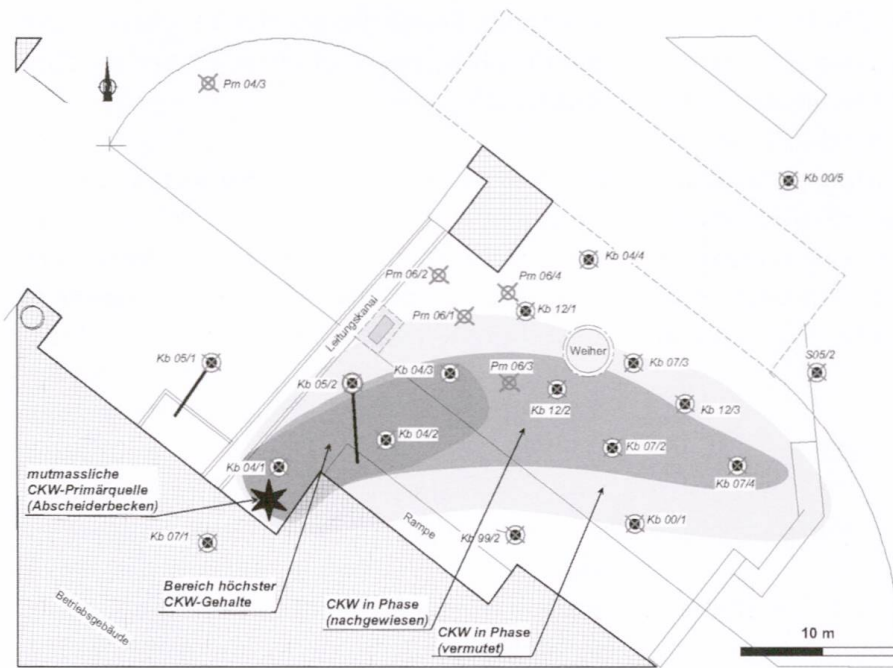 N
Pm 04/3
Kb 00/5
Kb 04/4
Pm 06/2
Pm 06/4
Kb 12/1
Pm 06/1
Leitungskanal
Weiher
Kb 05/1
Kb 07/3
S05/2
Kb 04/3
Kb 05/2
Pm 06/3
Kb 12/2
Kb 12/3
Kb 04/2
Kb 07/2
Kb 04/1
Kb 07/4
mutmassliche
CKW-Primärquelle
(Abscheiderbecken)
Rampe
Kb 00/1
Kb 99/2
Kb 07/1
Bereich höchster
CKW-Gehalte
CKW in Phase
(nachgewiesen)
CKW in Phase
(vermutet)
Betriebsgebäude
10 m